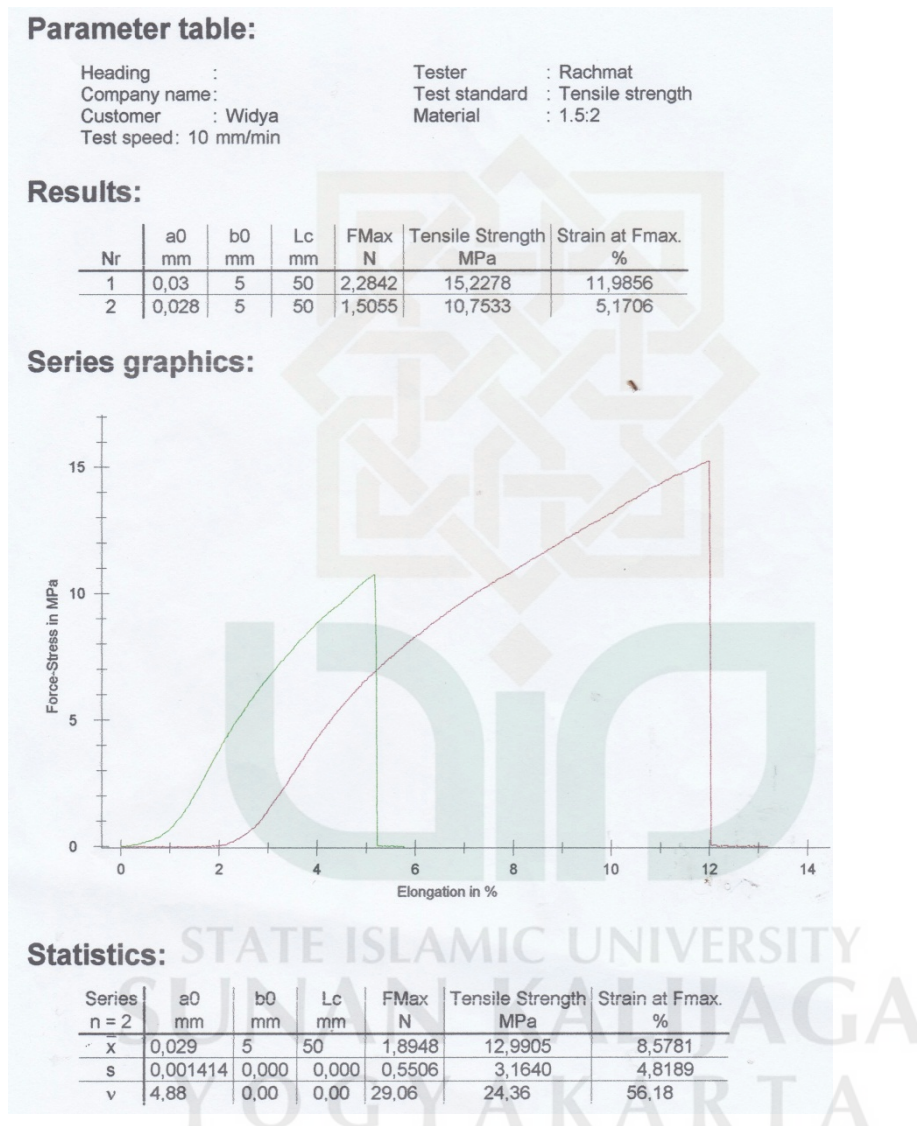 Parameter table:
Heading :
Company name:
Customer : Widya
Test speed: 10 mm/min
Tester : Rachmat
Test standard : Tensile strength
Material : 1.5:2
Results:
Nr a0 mm b0 mm Lc mm FMax N Tensile Strength MPa Strain at Fmax. %
1 0,03 5 50 2,2842 15,2278 11,9856
2 0,028 5 50 1,5055 10,7533 5,1706
Series graphics:
15
10
5
0
Force-Stress in MPa
0 2 4 6 8 10 12 14
Elongation in %
STATE ISLAMIC UNIVERSITY
SUNAN KALIJAGA
YOGYAKARTA
Statistics:
Series n = 2 a0 mm b0 mm Lc mm FMax N Tensile Strength MPa Strain at Fmax. %
x̄ 0,029 5 50 1,8948 12,9905 8,5781
s 0,001414 0,000 0,000 0,5506 3,1640 4,8189
ν 4,88 0,00 0,00 29,06 24,36 56,18